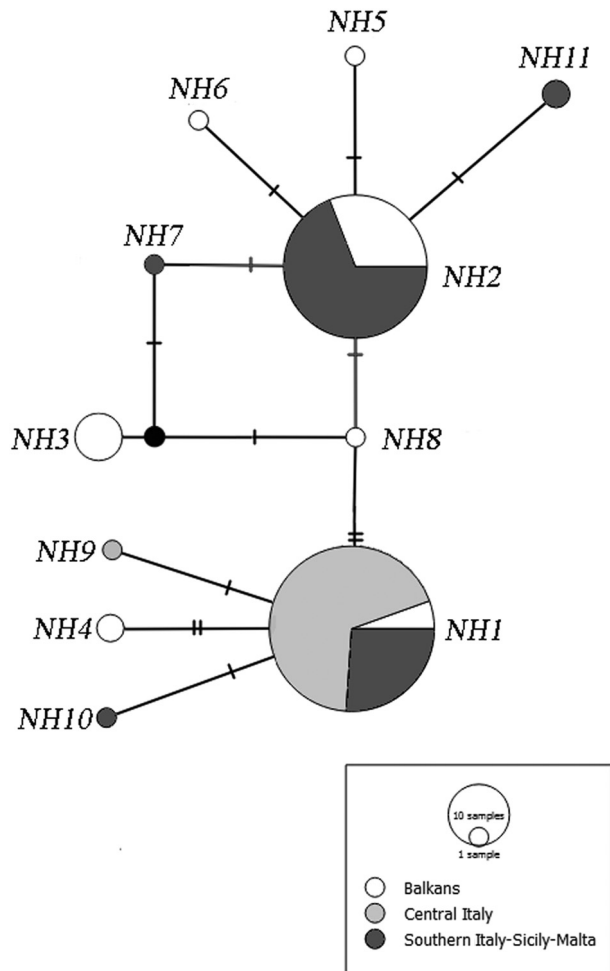 NH5
NH11
NH6
NH7
NH2
NH3
NH8
NH9
NH4
NH1
NH10
10 samples
1 sample
Balkans
Central Italy
Southern Italy-Sicily-Malta